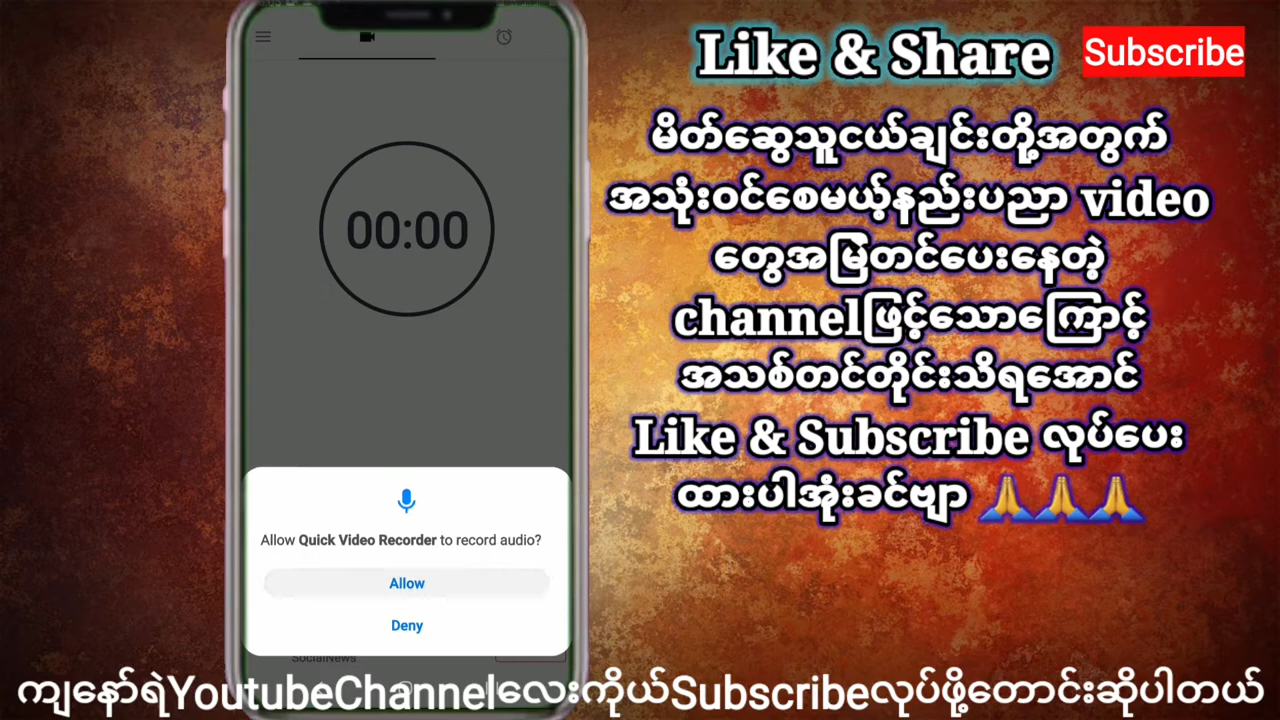 00:00
Allow Quick Video Recorder to record audio?
Allow
Deny
SocialNews
Like & Share
Subscribe
မိတ်ဆွေသူငယ်ချင်းတို့အတွက်
အသုံးဝင်စေမယ့်နည်းပညာ video
တွေအမြဲတင်ပေးနေတဲ့
channelဖြင့်သောကြောင့်
အသစ်တင်တိုင်းသိရအောင်
Like & Subscribe လုပ်ပေး
ထားပါအုံးခင်ဗျာ 🙏🙏🙏
ကျနော်ရဲ့YoutubeChannelလေးကိုယ်Subscribeလုပ်ဖို့တောင်းဆိုပါတယ်